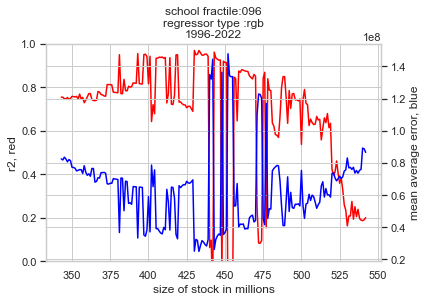 school fractile:096
regressor type :rgb
1996-2022
1e8
1.0
0.8
0.6
0.4
0.2
0.0
r2, red
1.4
1.2
1.0
0.8
0.6
0.4
0.2
mean average error, blue
350 375 400 425 450 475 500 525 550
size of stock in millions